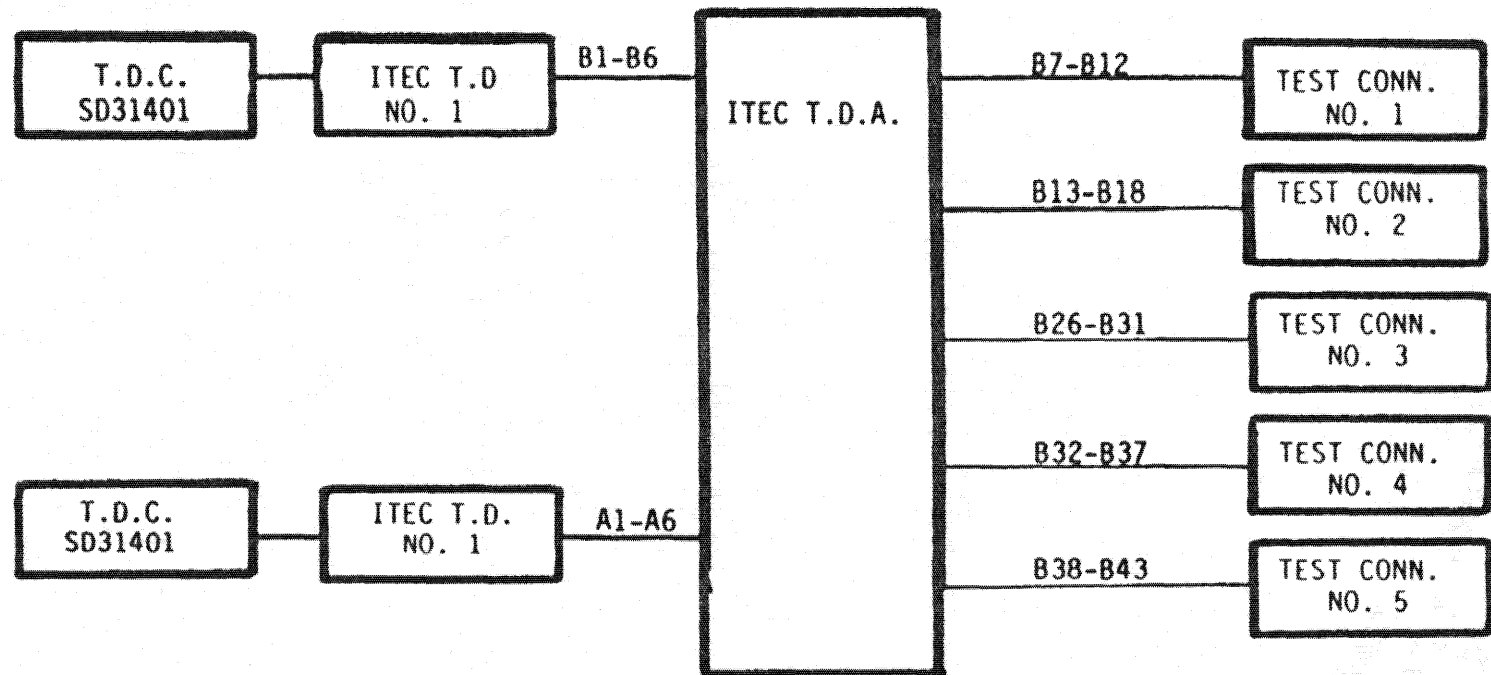 T.D.C.
SD31401
ITEC T.D
NO. 1
B1-B6
ITEC T.D.A.
B7-B12
TEST CONN.
NO. 1
B13-B18
TEST CONN.
NO. 2
B26-B31
TEST CONN.
NO. 3
B32-B37
TEST CONN.
NO. 4
T.D.C.
SD31401
ITEC T.D.
NO. 1
A1-A6
B38-B43
TEST CONN.
NO. 5